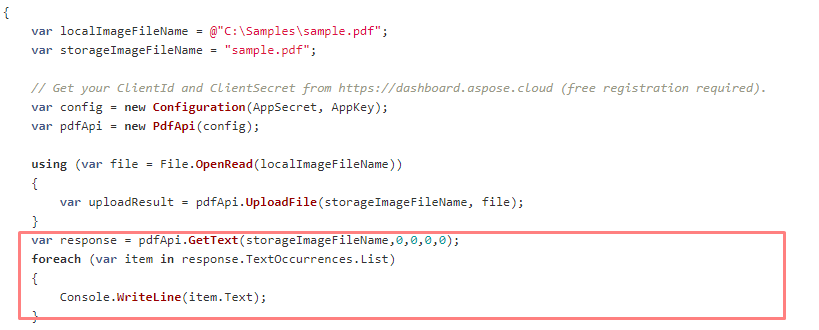 {
var localImageFileName = @"C:\Samples\sample.pdf";
var storageImageFileName = "sample.pdf";
// Get your ClientId and ClientSecret from https://dashboard.aspose.cloud (free registration required).
var config = new Configuration(AppSecret, AppKey);
var pdfApi = new PdfApi(config);
using (var file = File.OpenRead(localImageFileName))
{
var uploadResult = pdfApi.UploadFile(storageImageFileName, file);
}
var response = pdfApi.GetText(storageImageFileName,0,0,0,0);
foreach (var item in response.TextOccurrences.List)
{
Console.WriteLine(item.Text);
}